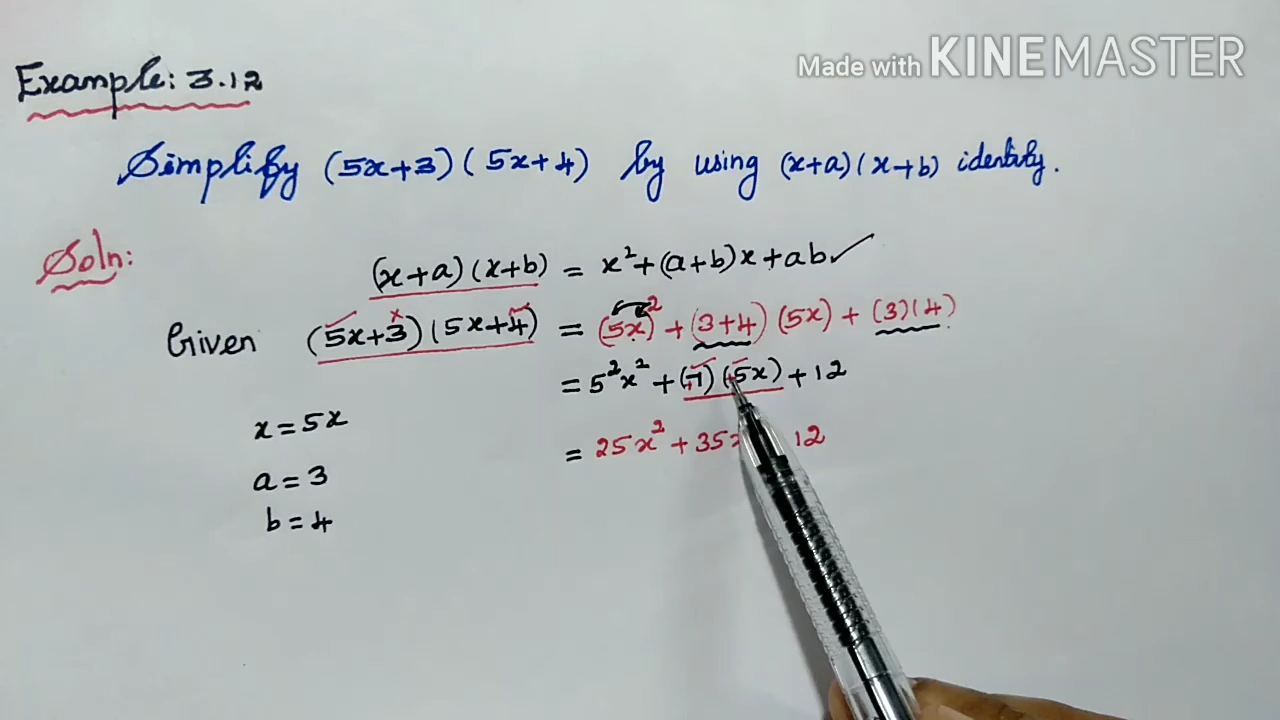 Made with KINEMASTER
Example: 3.12
Simplify (5x+3)(5x+4) by using (x+a)(x+b) identity.
Soln:
(x+a)(x+b) = x²+(a+b)x+ab ✓
Given (5x+3)(5x+4) = (5x)² + (3+4)(5x) + (3)(4)
= 5²x² + (7)(5x) + 12
x = 5x
= 25x² + 35x 12
a = 3
b = 4